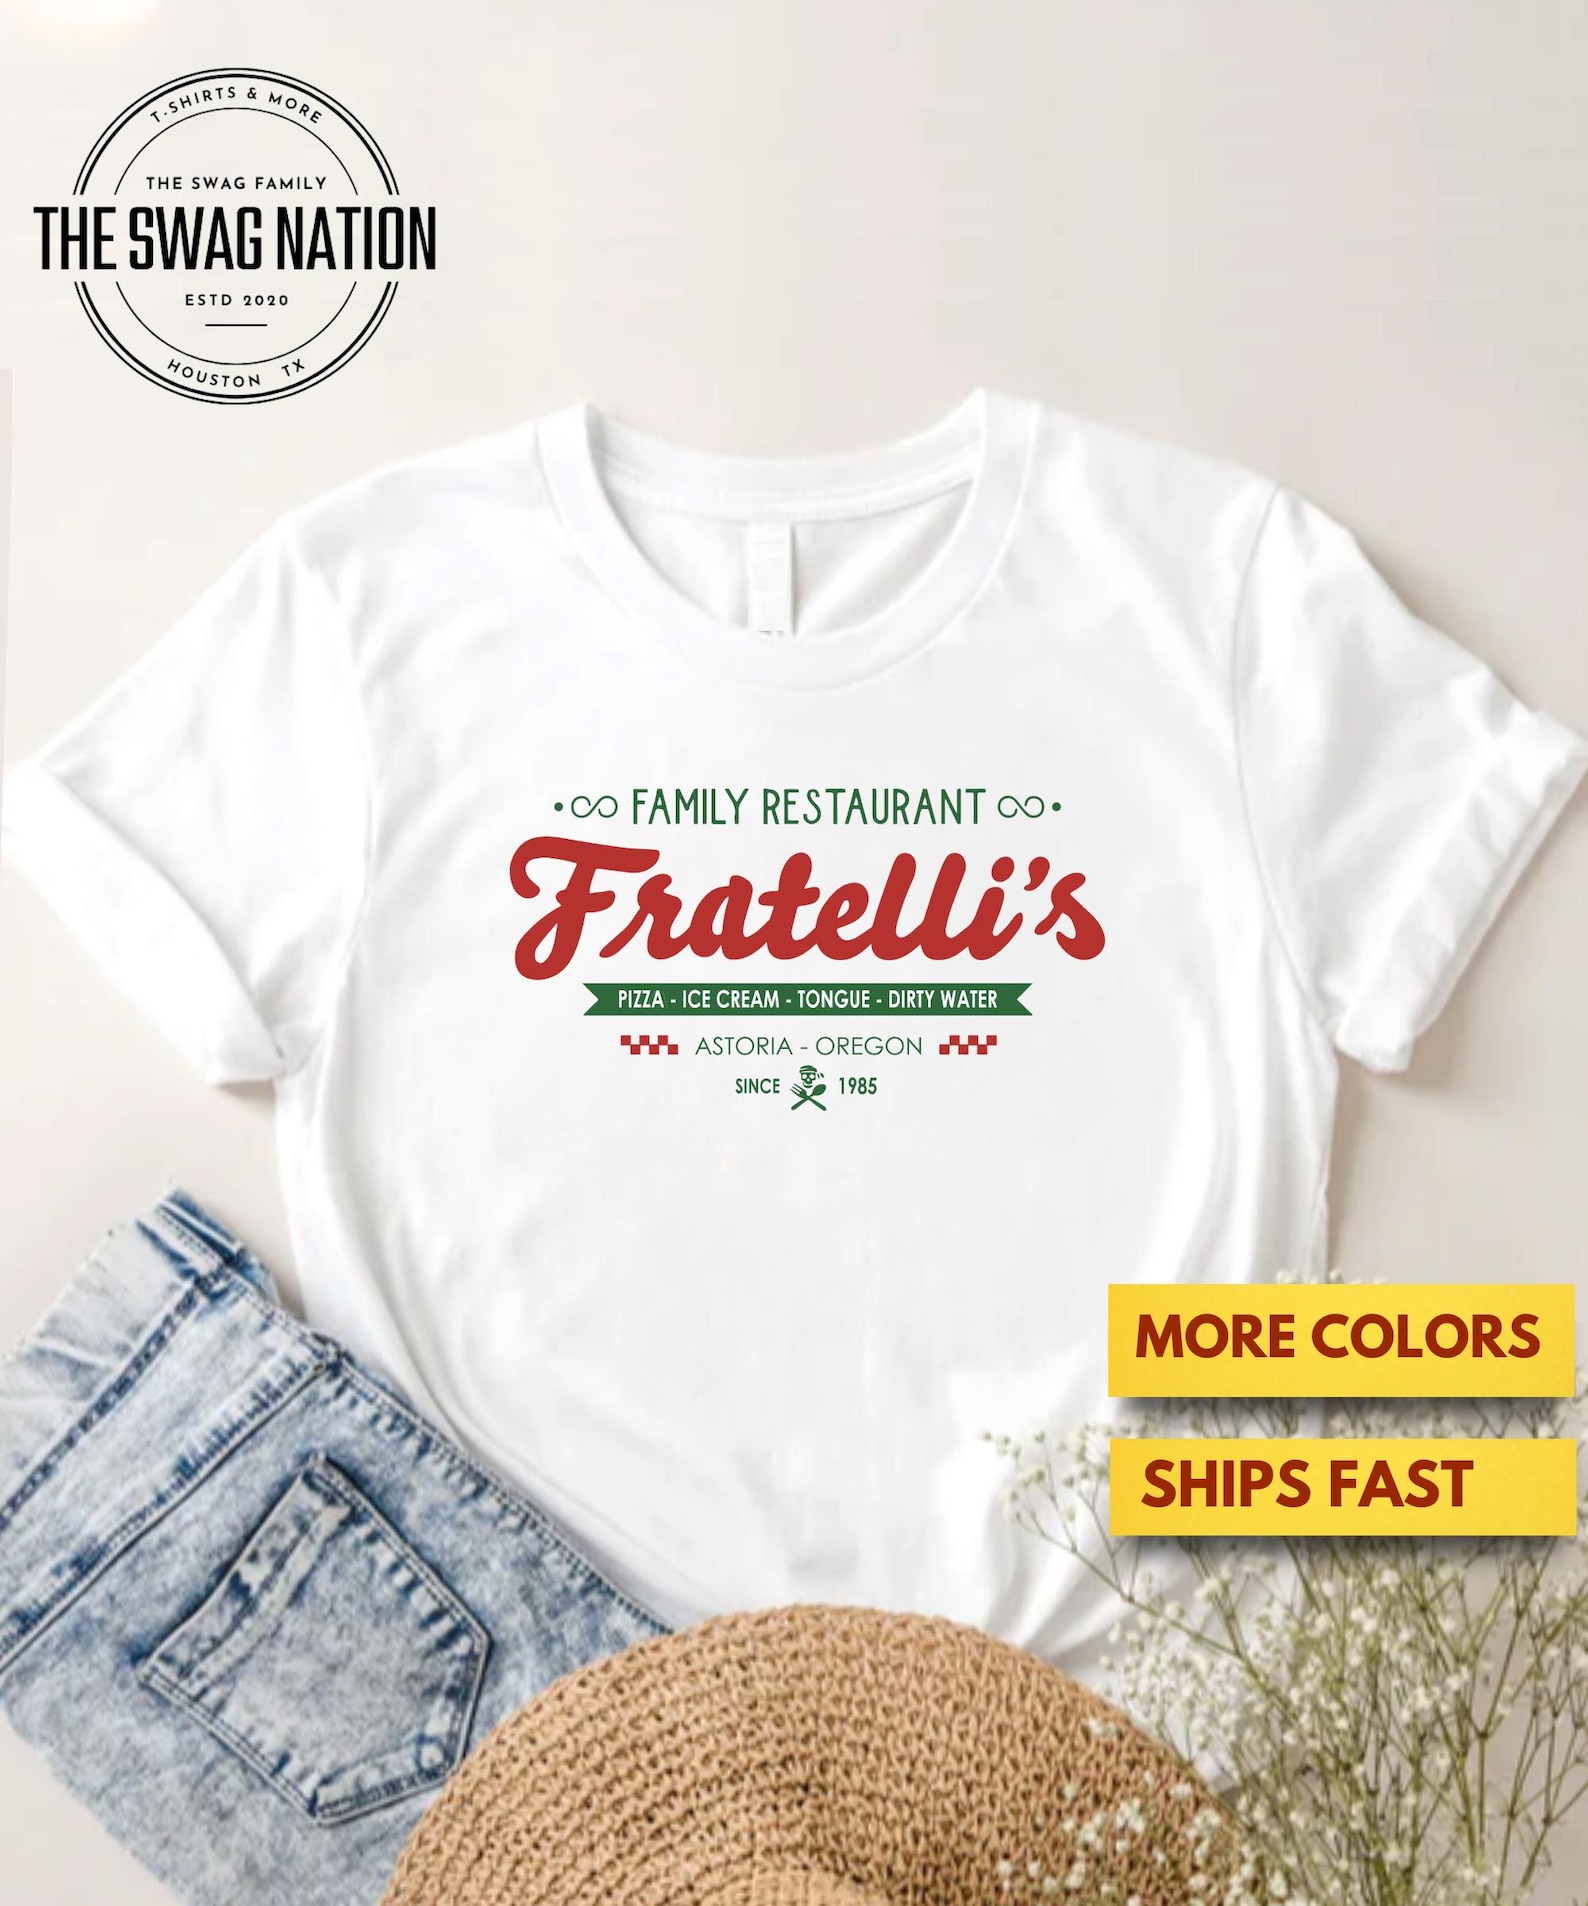 T-SHIRTS & MORE
THE SWAG FAMILY
THE SWAG NATION
ESTD 2020
HOUSTON TX
FAMILY RESTAURANT
Fratelli's
PIZZA - ICE CREAM - TONGUE - DIRTY WATER
ASTORIA - OREGON
SINCE 1985
MORE COLORS
SHIPS FAST